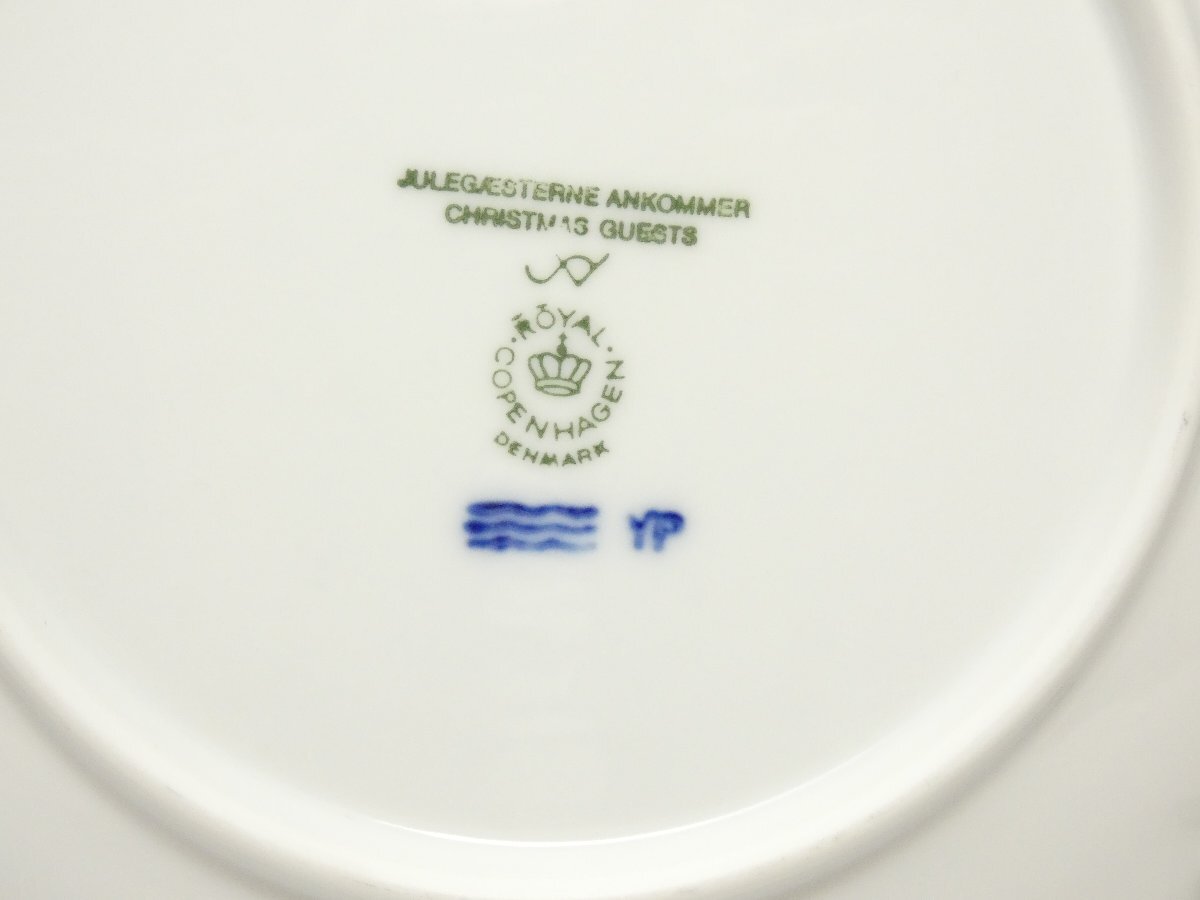 JULEGÆSTERNE ANKOMMER
CHRISTMAS GUESTS
ROYAL
COPENHAGEN
DENMARK
YP